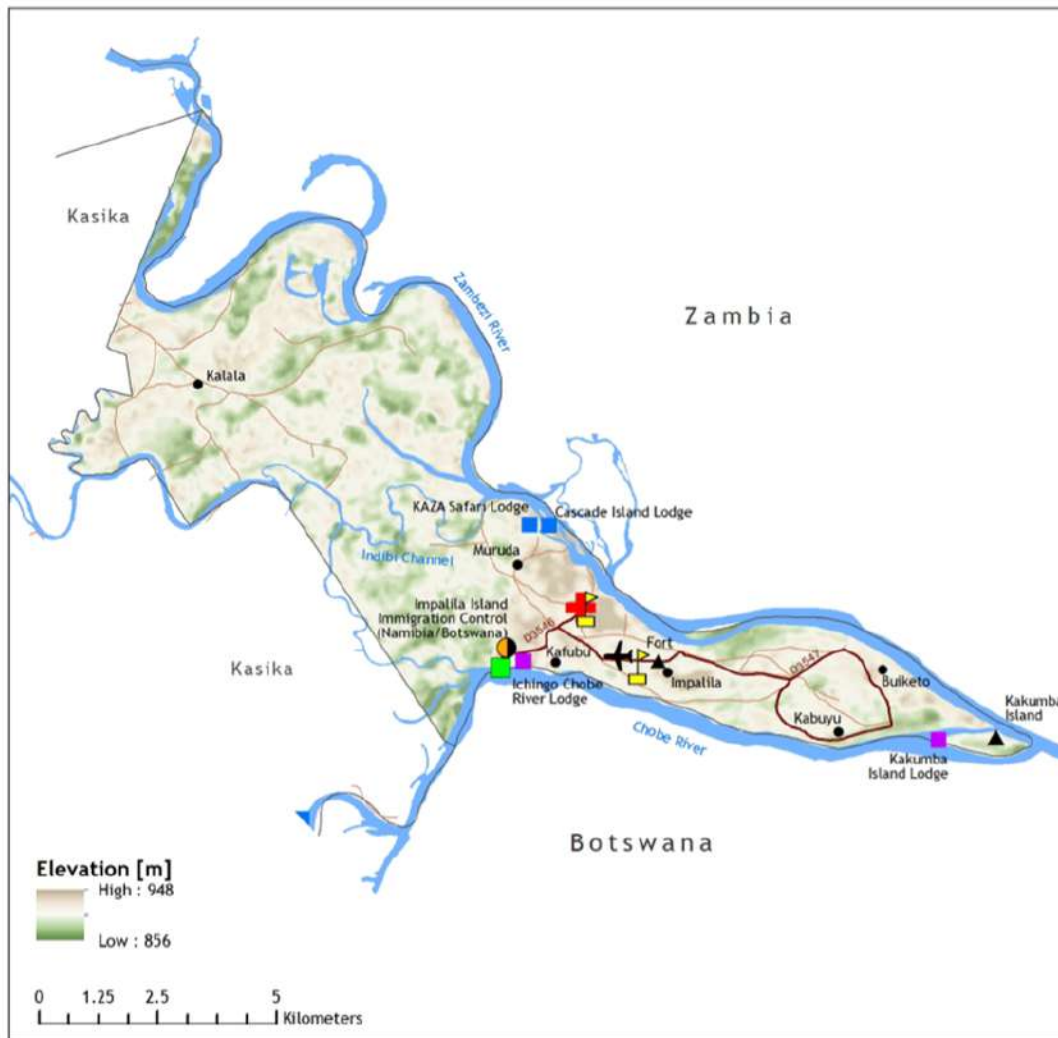 Kasika
Zambezi River
Zambia
Kalala
KAZA Safari Lodge
Cascade Island Lodge
Indibi Channel
Muruda
Impalila Island
Immigration Control
(Namibia/Botswana)
D3546
Kafubu
Fort
Impalila
D3547
Buiketo
Kasika
Ichingo Chobe
River Lodge
Chobe River
Kabuyu
Kakumba
Island
Kakumba
Island Lodge
Botswana
Elevation [m]
High : 948
Low : 856
0 1.25 2.5 5
Kilometers